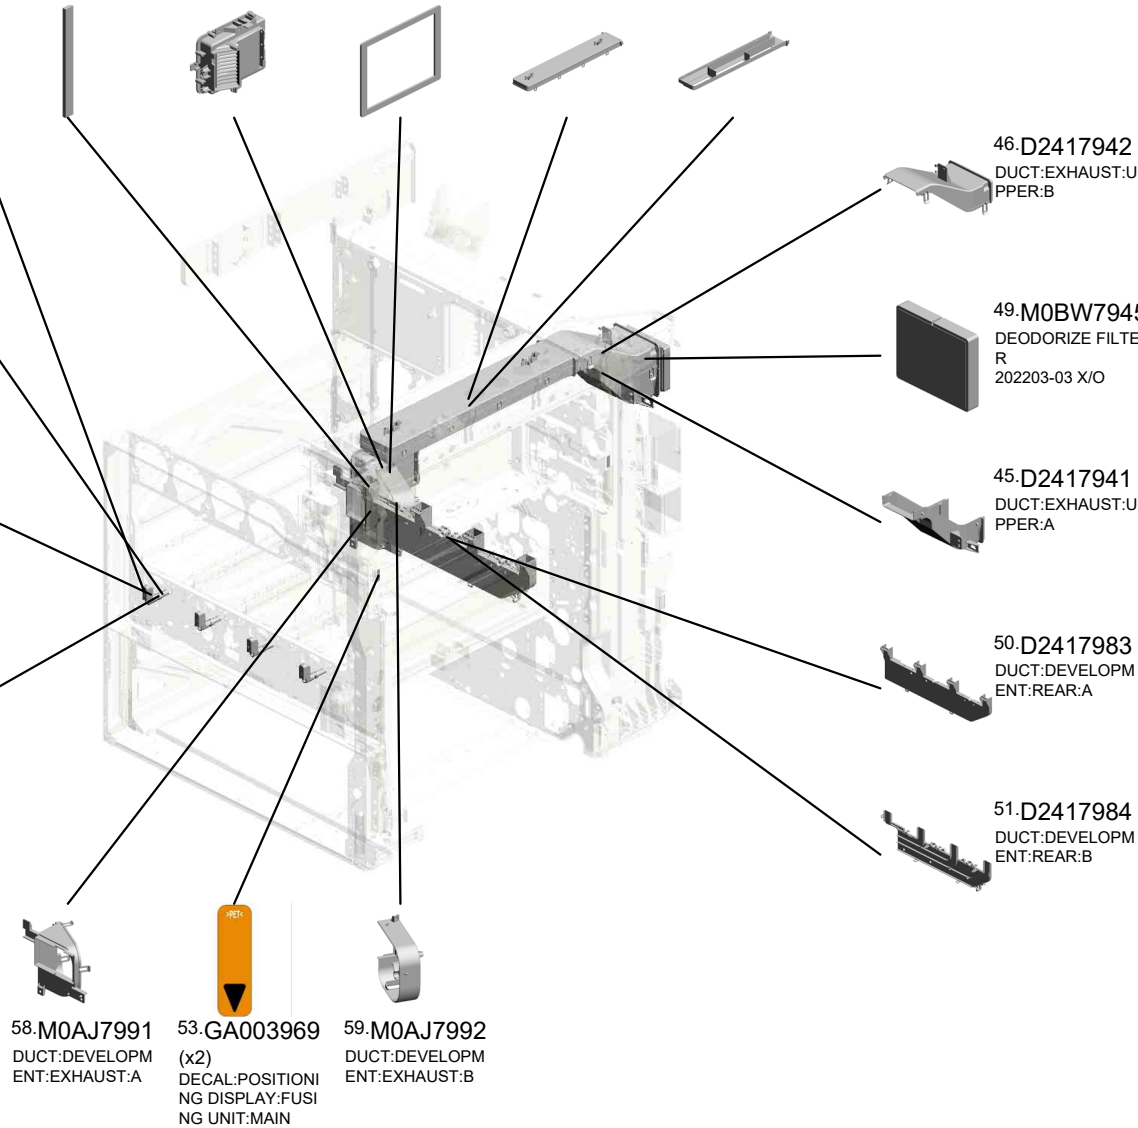 46.D2417942
DUCT:EXHAUST:U
PPER:B
49.M0BW7945
DEODORIZE FILTE
R
202203-03 X/O
45.D2417941
DUCT:EXHAUST:U
PPER:A
50.D2417983
DUCT:DEVELOPM
ENT:REAR:A
51.D2417984
DUCT:DEVELOPM
ENT:REAR:B
>PET<
58.M0AJ7991
DUCT:DEVELOPM
ENT:EXHAUST:A
53.GA003969
(x2)
DECAL:POSITIONI
NG DISPLAY:FUSI
NG UNIT:MAIN
59.M0AJ7992
DUCT:DEVELOPM
ENT:EXHAUST:B